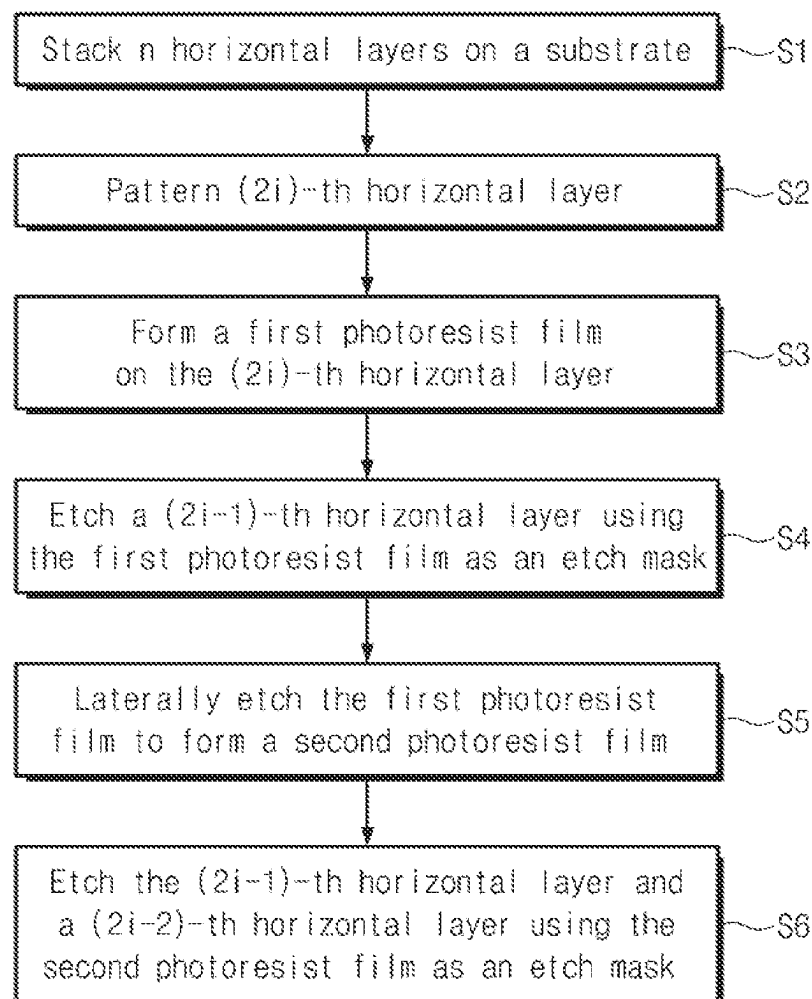 Stack n horizontal layers on a substrate
S1
Pattern (2i)-th horizontal layer
S2
Form a first photoresist film
on the (2i)-th horizontal layer
S3
Etch a (2i-1)-th horizontal layer using
the first photoresist film as an etch mask
S4
Laterally etch the first photoresist
film to form a second photoresist film
S5
Etch the (2i-1)-th horizontal layer and
a (2i-2)-th horizontal layer using the
second photoresist film as an etch mask
S6